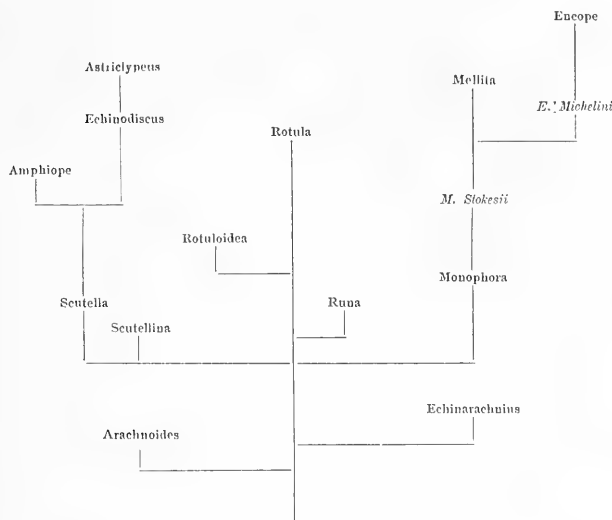 Encope
Astriclypeus
Mellita
E. Michelini
Echinodiscus
Rotula
Amphiope
M. Stokesii
Rotuloidea
Monophora
Scutella
Runa
Scutellina
Echinarachnius
Arachnoides